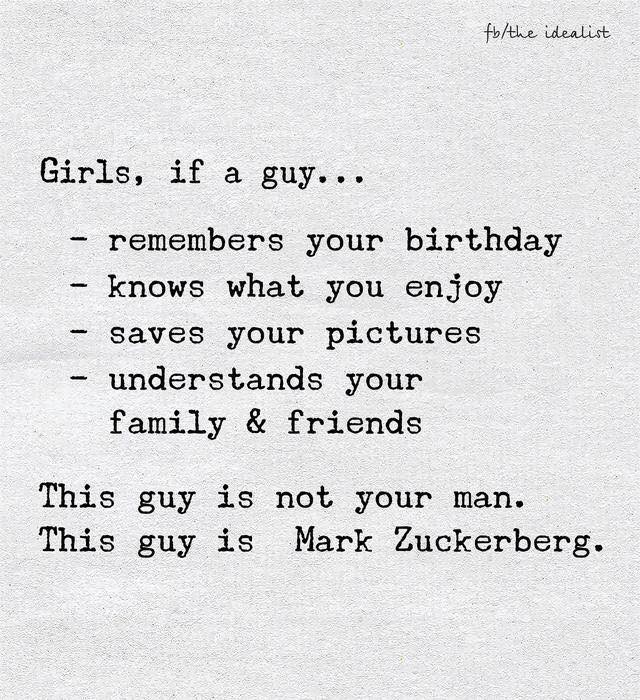 fb/the idealist
Girls, if a guy...
- remembers your birthday
- knows what you enjoy
- saves your pictures
- understands your
family & friends
This guy is not your man.
This guy is Mark Zuckerberg.